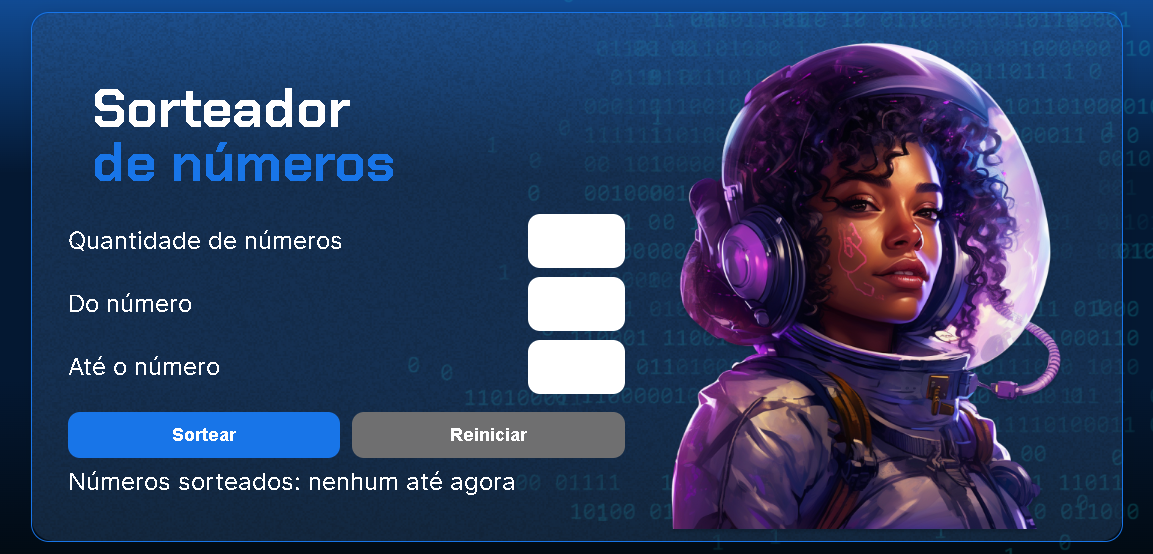 Sorteador
de números
Quantidade de números
Do número
Até o número
Sortear
Reiniciar
Números sorteados: nenhum até agora